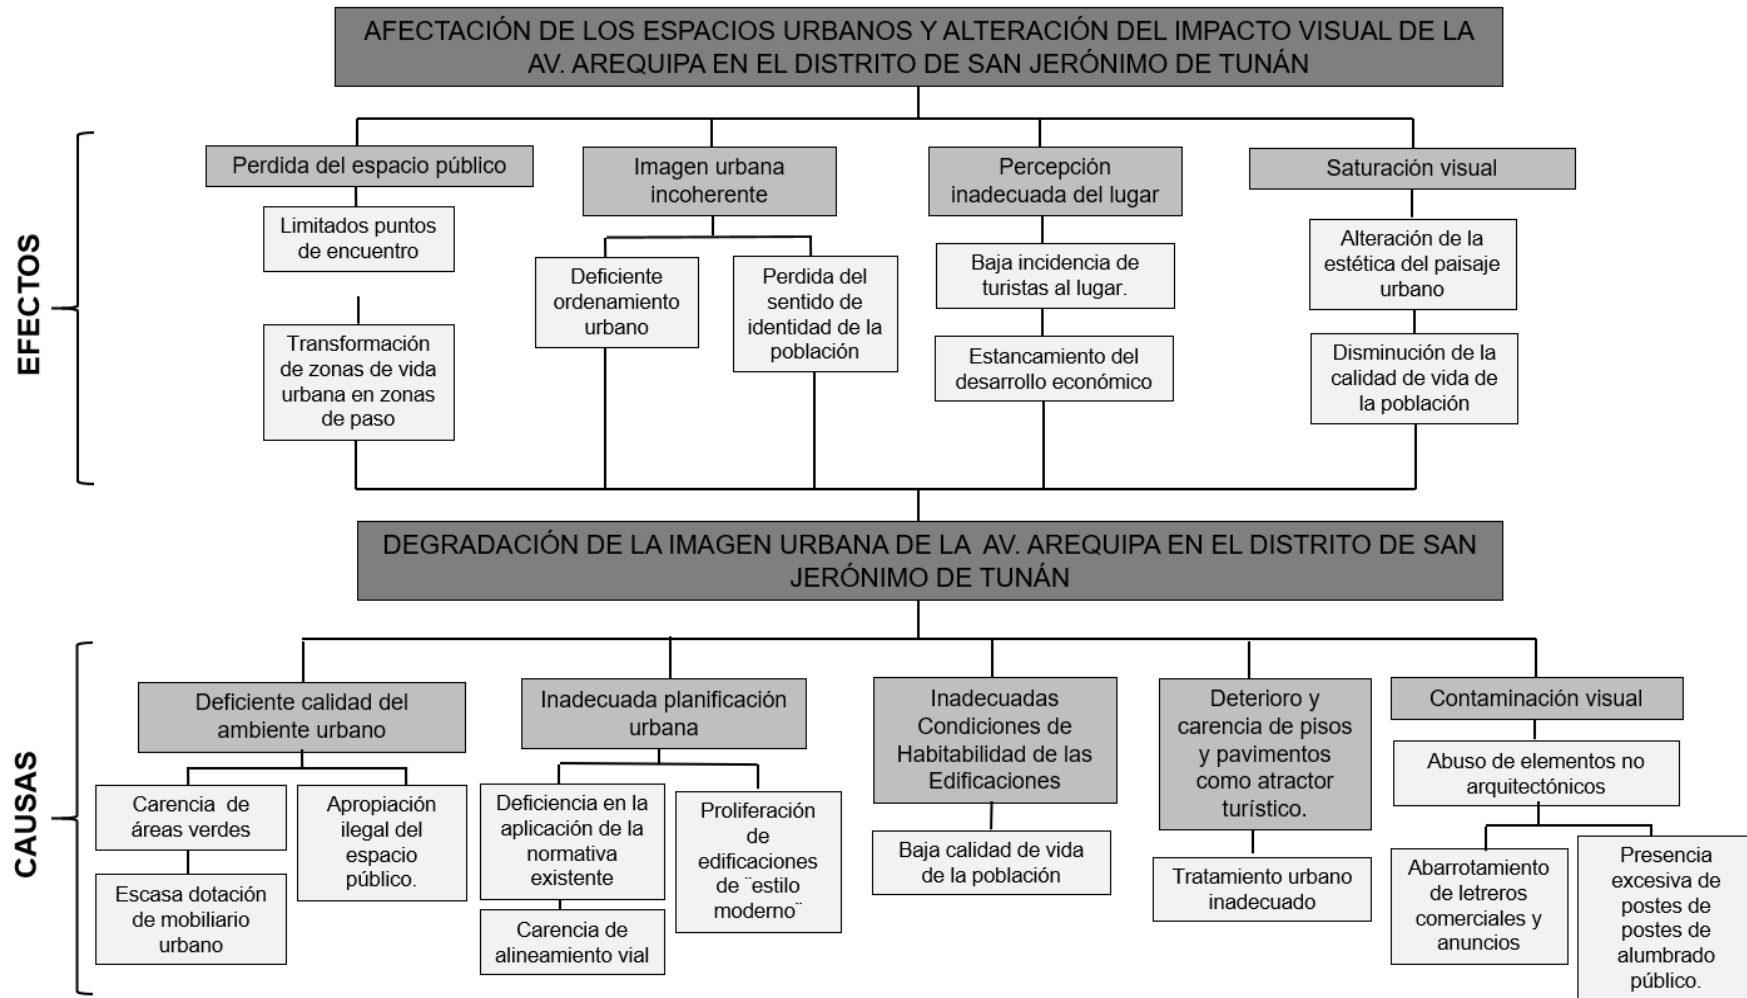 AFECTACIÓN DE LOS ESPACIOS URBANOS Y ALTERACIÓN DEL IMPACTO VISUAL DE LA
AV. AREQUIPA EN EL DISTRITO DE SAN JERÓNIMO DE TUNÁN
EFECTOS
Perdida del espacio público
Limitados puntos
de encuentro
Transformación
de zonas de vida
urbana en zonas
de paso
Imagen urbana
incoherente
Deficiente
ordenamiento
urbano
Perdida del
sentido de
identidad de la
población
Percepción
inadecuada del lugar
Baja incidencia de
turistas al lugar.
Estancamiento del
desarrollo económico
Saturación visual
Alteración de la
estética del paisaje
urbano
Disminución de la
calidad de vida de
la población
DEGRADACIÓN DE LA IMAGEN URBANA DE LA  AV. AREQUIPA EN EL DISTRITO DE SAN
JERÓNIMO DE TUNÁN
CAUSAS
Deficiente calidad del
ambiente urbano
Carencia  de
áreas verdes
Escasa dotación
de mobiliario
urbano
Apropiación
ilegal del
espacio
público.
Inadecuada planificación
urbana
Deficiencia en la
aplicación de la
normativa
existente
Carencia de
alineamiento vial
Proliferación
de
edificaciones
de ¨estilo
moderno¨
Inadecuadas
Condiciones de
Habitabilidad de las
Edificaciones
Baja calidad de vida
de la población
Deterioro y
carencia de pisos
y pavimentos
como atractor
turístico.
Tratamiento urbano
inadecuado
Contaminación visual
Abuso de elementos no
arquitectónicos
Abarrotamiento
de letreros
comerciales y
anuncios
Presencia
excesiva de
postes de
postes de
alumbrado
público.